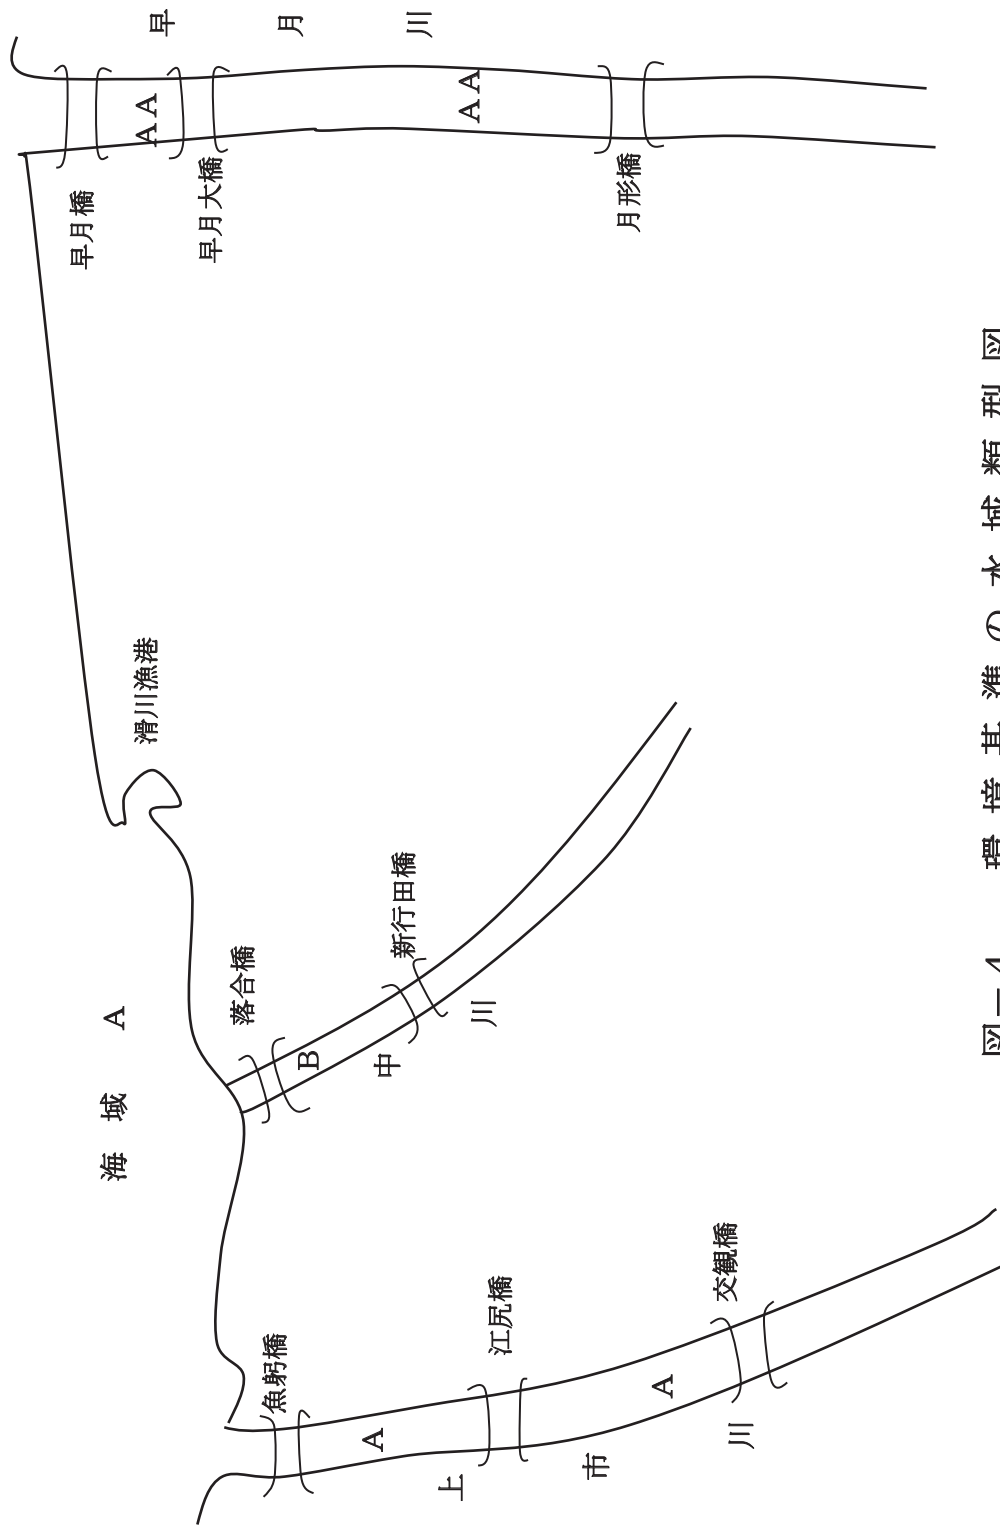 海域 A
早月橋
滑川漁港
AA
早
早月大橋
落合橋
魚躬橋
月
B
A
中
新行田橋
川
上
AA
川
江尻橋
市
月形橋
A
交観橋
川
図―4 環境基準の水域類型図